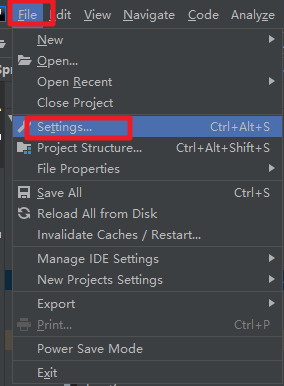 File Edit View Navigate Code Analyze
New
Open...
Open Recent
Close Project
Settings... Ctrl+Alt+S
Project Structure... Ctrl+Alt+Shift+S
File Properties
Save All Ctrl+S
Reload All from Disk
Invalidate Caches / Restart...
Manage IDE Settings
New Projects Settings
Export
Print... Ctrl+P
Power Save Mode
Exit